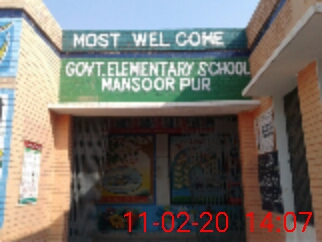 MOST WEL COME
GOVT. ELEMENTARY SCHOOL
MANSOOR PUR
11-02-20 14:07